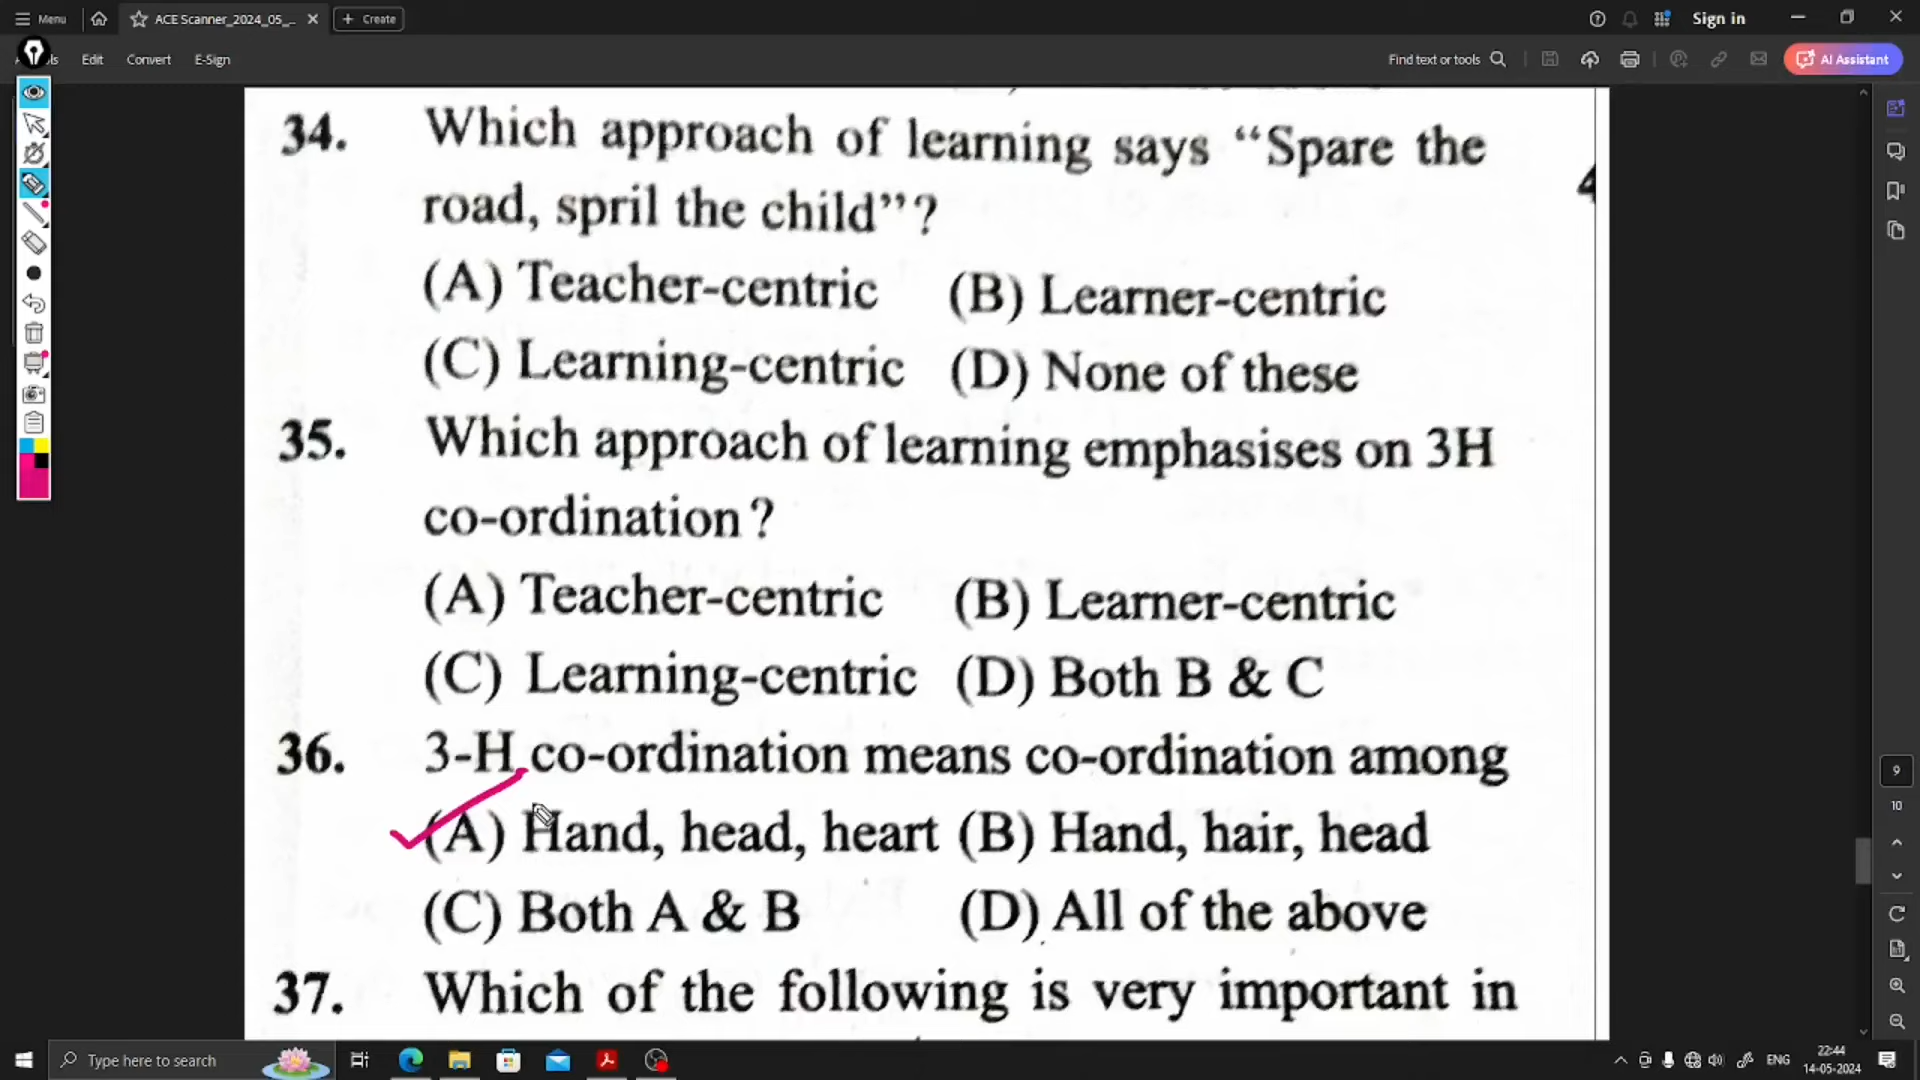 Menu
ACE Scanner_2024_05_...
Create
Sign in
Edit
Convert
E-Sign
Find text or tools
AI Assistant
34. Which approach of learning says “Spare the
road, spril the child”?
(A) Teacher-centric (B) Learner-centric
(C) Learning-centric (D) None of these
35. Which approach of learning emphasises on 3H
co-ordination?
(A) Teacher-centric (B) Learner-centric
(C) Learning-centric (D) Both B & C
36. 3-H co-ordination means co-ordination among
(A) Hand, head, heart (B) Hand, hair, head
(C) Both A & B (D) All of the above
37. Which of the following is very important in
9
10
Type here to search
ENG
22:44
14-05-2024